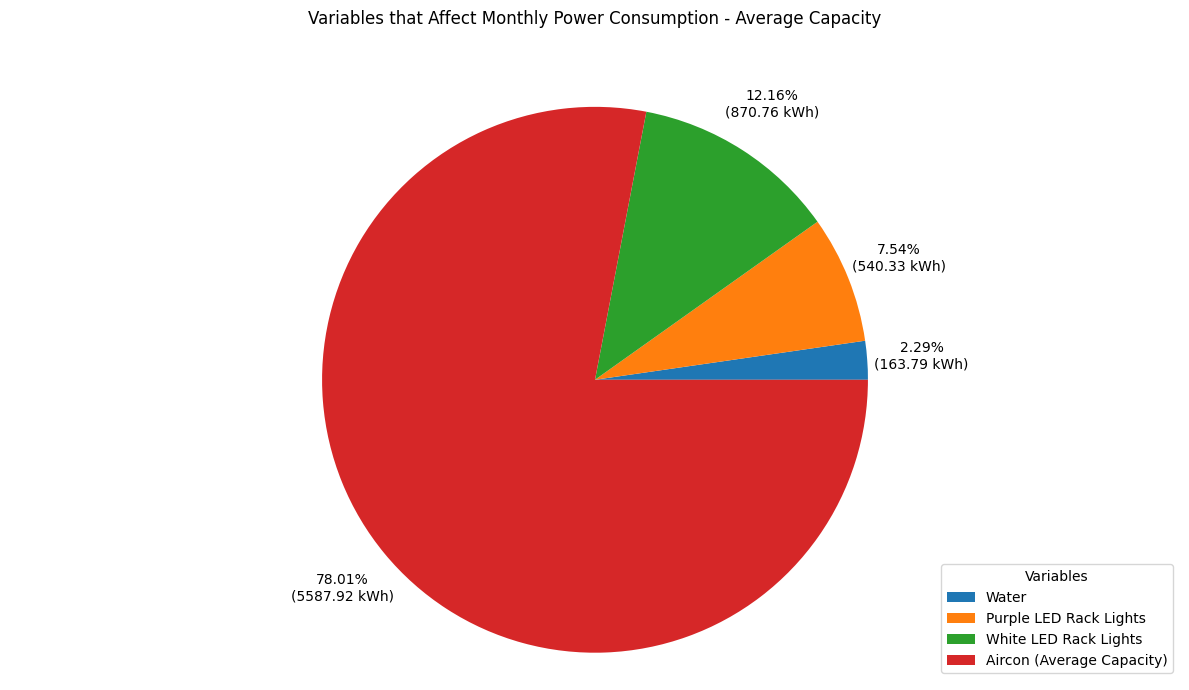 Variables that Affect Monthly Power Consumption - Average Capacity
12.16%
(870.76 kWh)
7.54%
(540.33 kWh)
2.29%
(163.79 kWh)
78.01%
(5587.92 kWh)
Variables
Water
Purple LED Rack Lights
White LED Rack Lights
Aircon (Average Capacity)